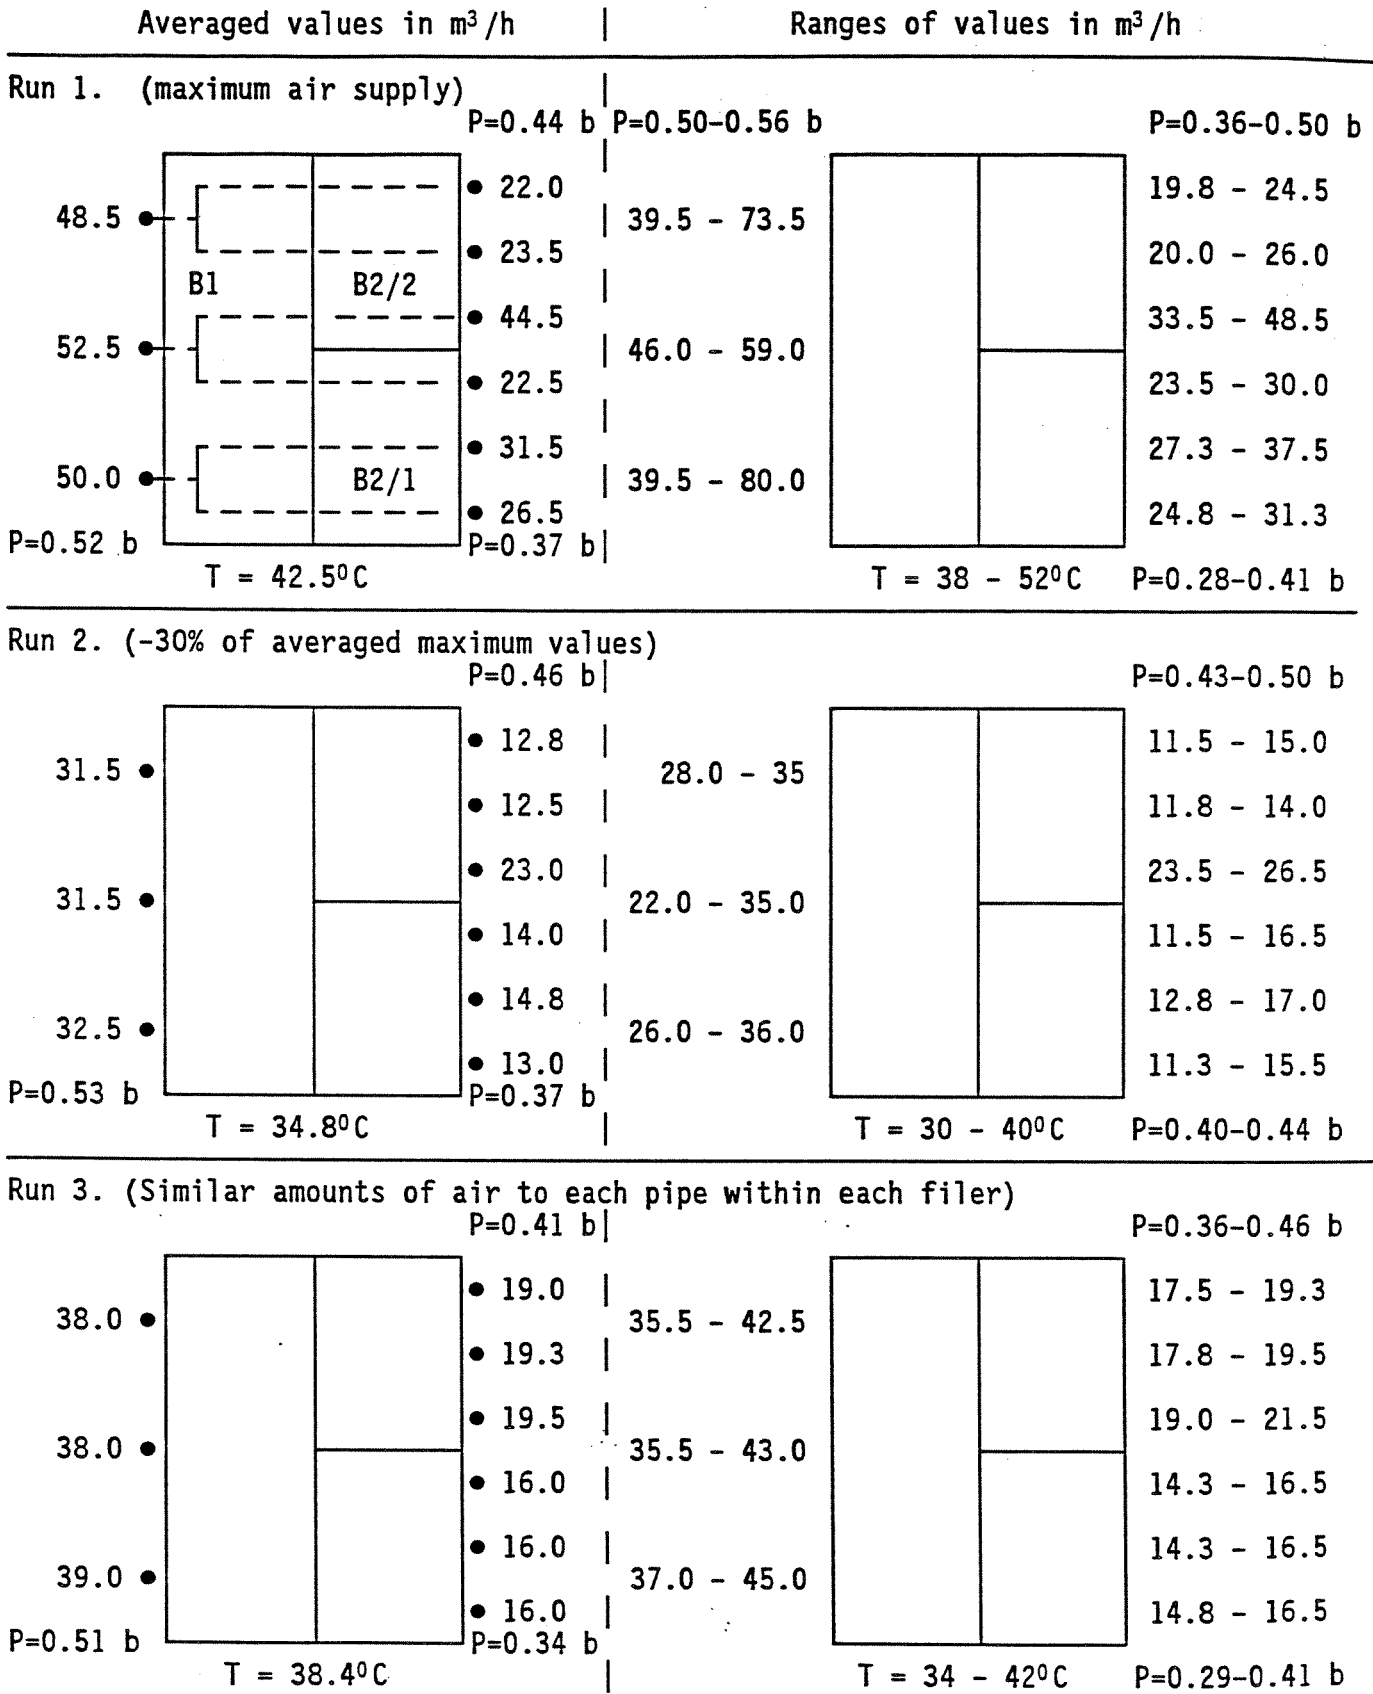 Averaged values in m³/h | Ranges of values in m³/h
Run 1. (maximum air supply)
P=0.44 b P=0.50-0.56 b P=0.36-0.50 b
22.0 19.8 - 24.5
48.5 39.5 - 73.5
23.5 20.0 - 26.0
B1 B2/2
44.5 33.5 - 48.5
52.5 46.0 - 59.0
22.5 23.5 - 30.0
31.5 27.3 - 37.5
50.0 B2/1 39.5 - 80.0
26.5 24.8 - 31.3
P=0.52 b P=0.37 b
T = 42.5⁰C T = 38 - 52⁰C P=0.28-0.41 b
Run 2. (-30% of averaged maximum values)
P=0.46 b P=0.43-0.50 b
12.8 11.5 - 15.0
31.5 28.0 - 35
12.5 11.8 - 14.0
23.0 23.5 - 26.5
31.5 22.0 - 35.0
14.0 11.5 - 16.5
14.8 12.8 - 17.0
32.5 26.0 - 36.0
13.0 11.3 - 15.5
P=0.53 b P=0.37 b
T = 34.8⁰C T = 30 - 40⁰C P=0.40-0.44 b
Run 3. (Similar amounts of air to each pipe within each filer)
P=0.41 b P=0.36-0.46 b
19.0 17.5 - 19.3
38.0 35.5 - 42.5
19.3 17.8 - 19.5
19.5 19.0 - 21.5
38.0 35.5 - 43.0
16.0 14.3 - 16.5
16.0 14.3 - 16.5
39.0 37.0 - 45.0
16.0 14.8 - 16.5
P=0.51 b P=0.34 b
T = 38.4⁰C T = 34 - 42⁰C P=0.29-0.41 b